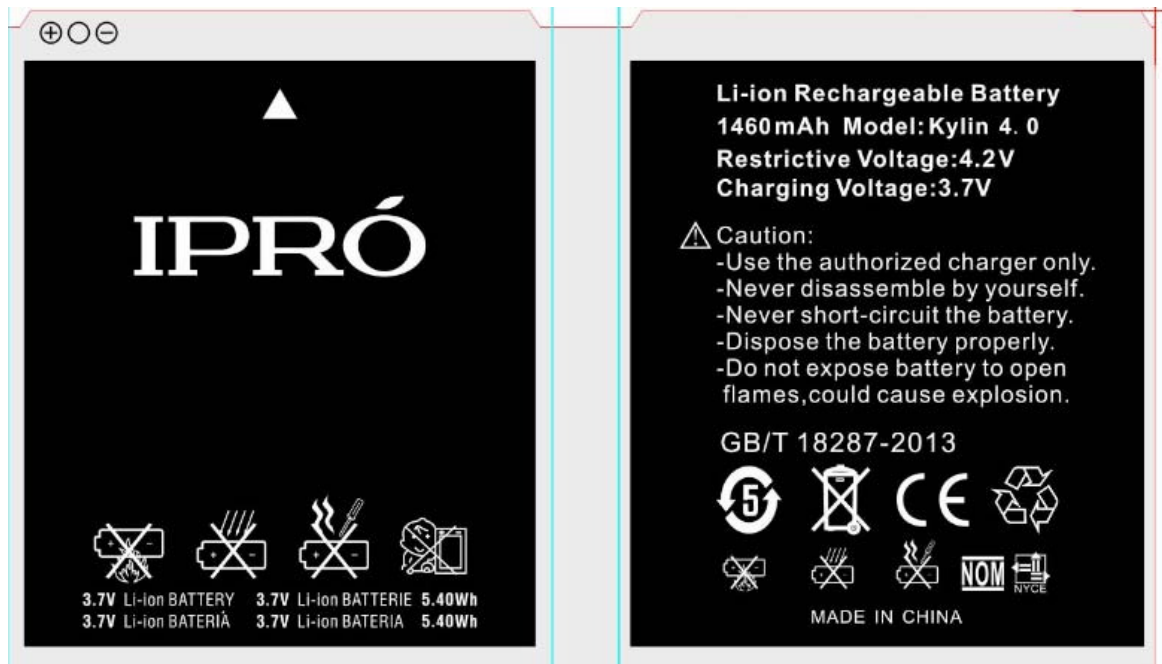 IPRÓ
3.7V Li-ion BATTERY 3.7V Li-ion BATTERIE 5.40Wh
3.7V Li-ion BATERIÀ 3.7V Li-ion BATERIA 5.40Wh
Li-ion Rechargeable Battery
1460mAh Model:Kylin 4. 0
Restrictive Voltage:4.2V
Charging Voltage:3.7V
Caution:
-Use the authorized charger only.
-Never disassemble by yourself.
-Never short-circuit the battery.
-Dispose the battery properly.
-Do not expose battery to open
flames,could cause explosion.
GB/T 18287-2013
5 CE
NOM NYCE
MADE IN CHINA